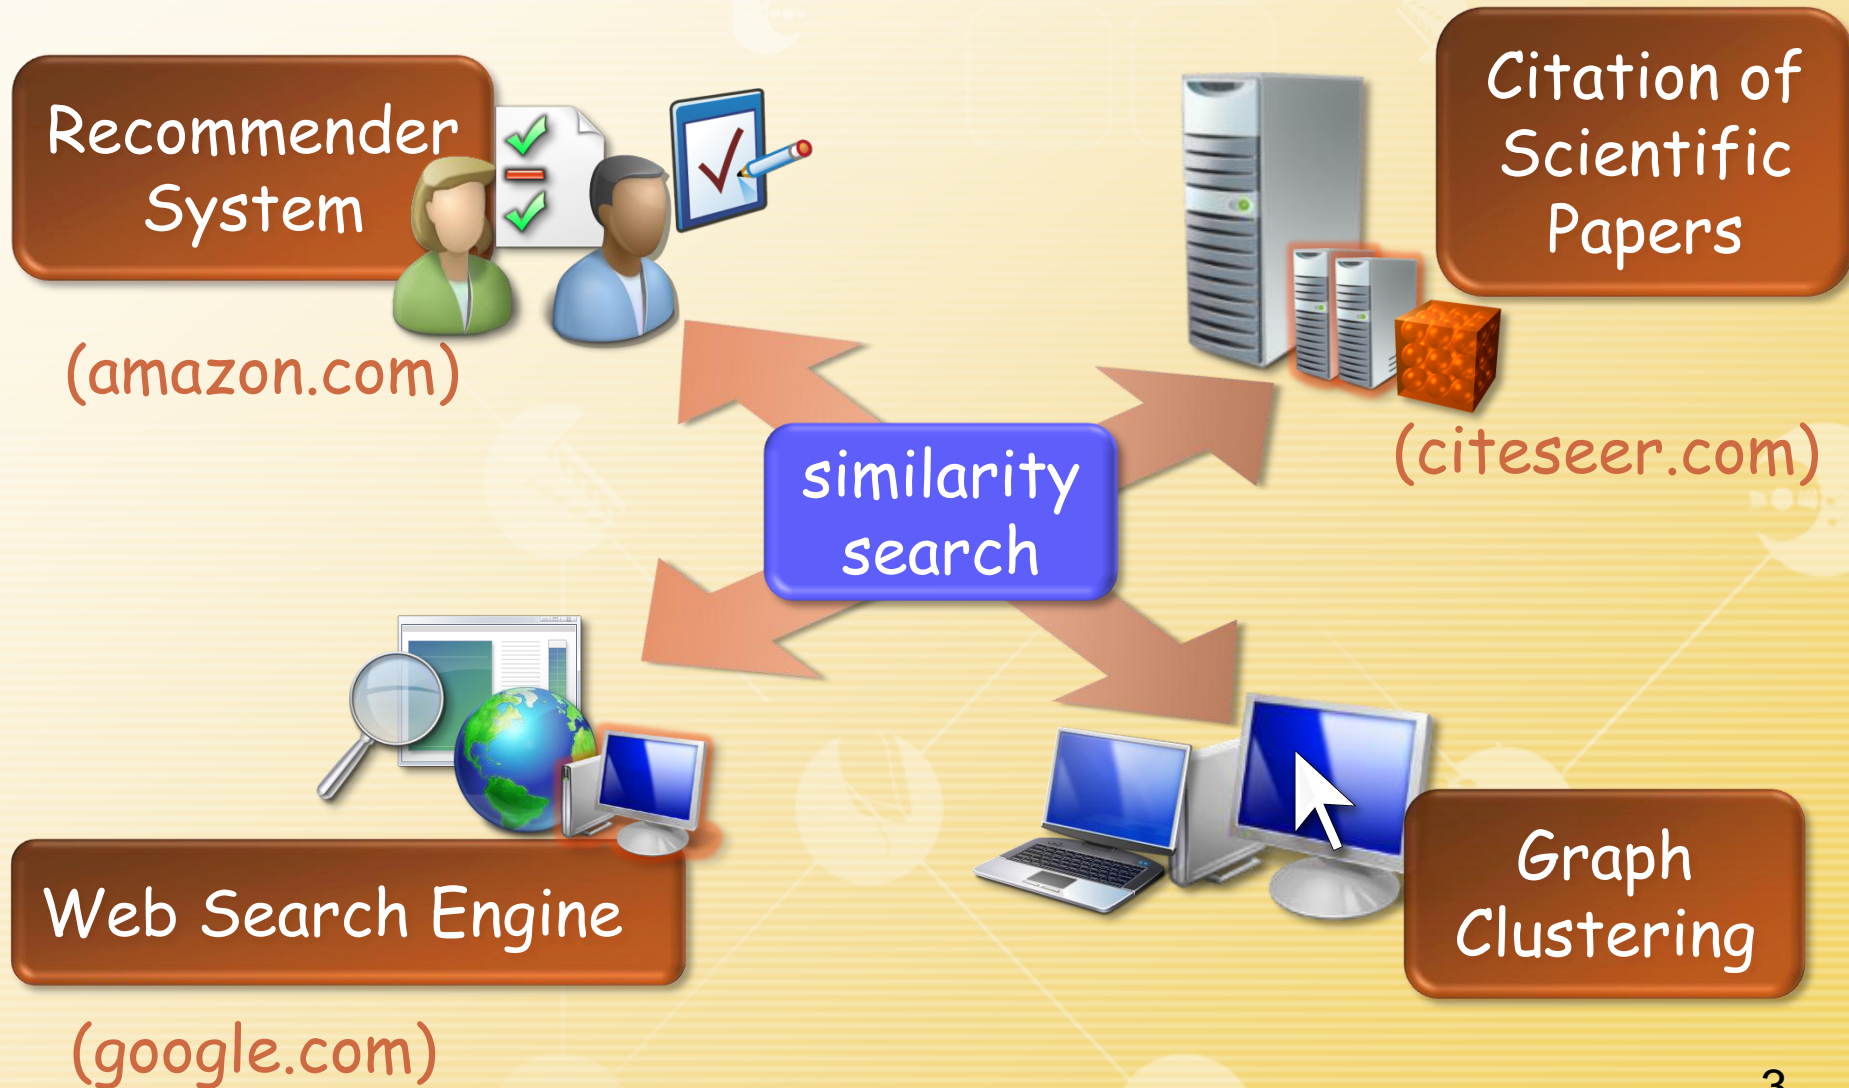 Recommender
System
(amazon.com)
Citation of
Scientific
Papers
(citeseer.com)
similarity
search
Web Search Engine
(google.com)
Graph
Clustering
3